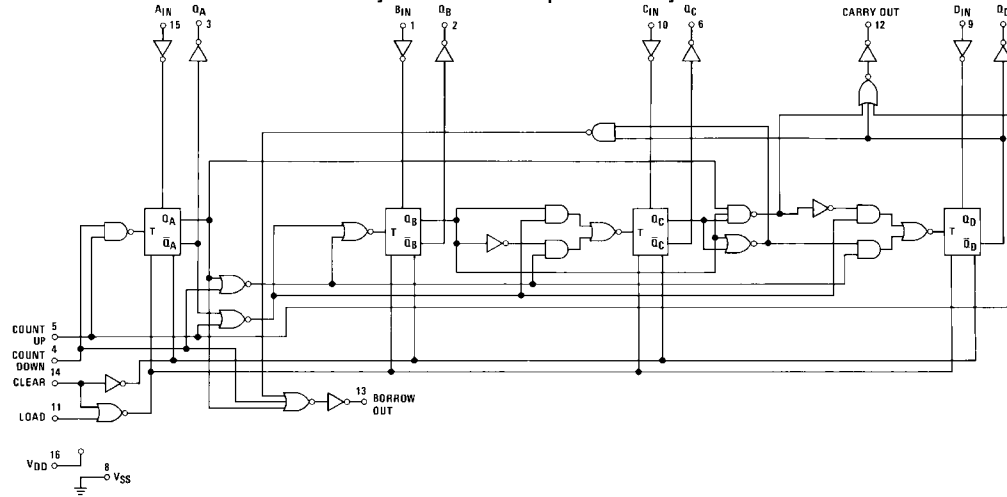 AIN
QA
BIN
QB
CIN
QC
CARRY OUT
DIN
15
3
1
2
10
6
12
9
QA
T
QA
QB
T
QB
QC
T
QC
QD
T
QD
COUNT UP
5
COUNT DOWN
4
CLEAR
14
LOAD
11
13
BORROW OUT
VDD
16
8
VSS